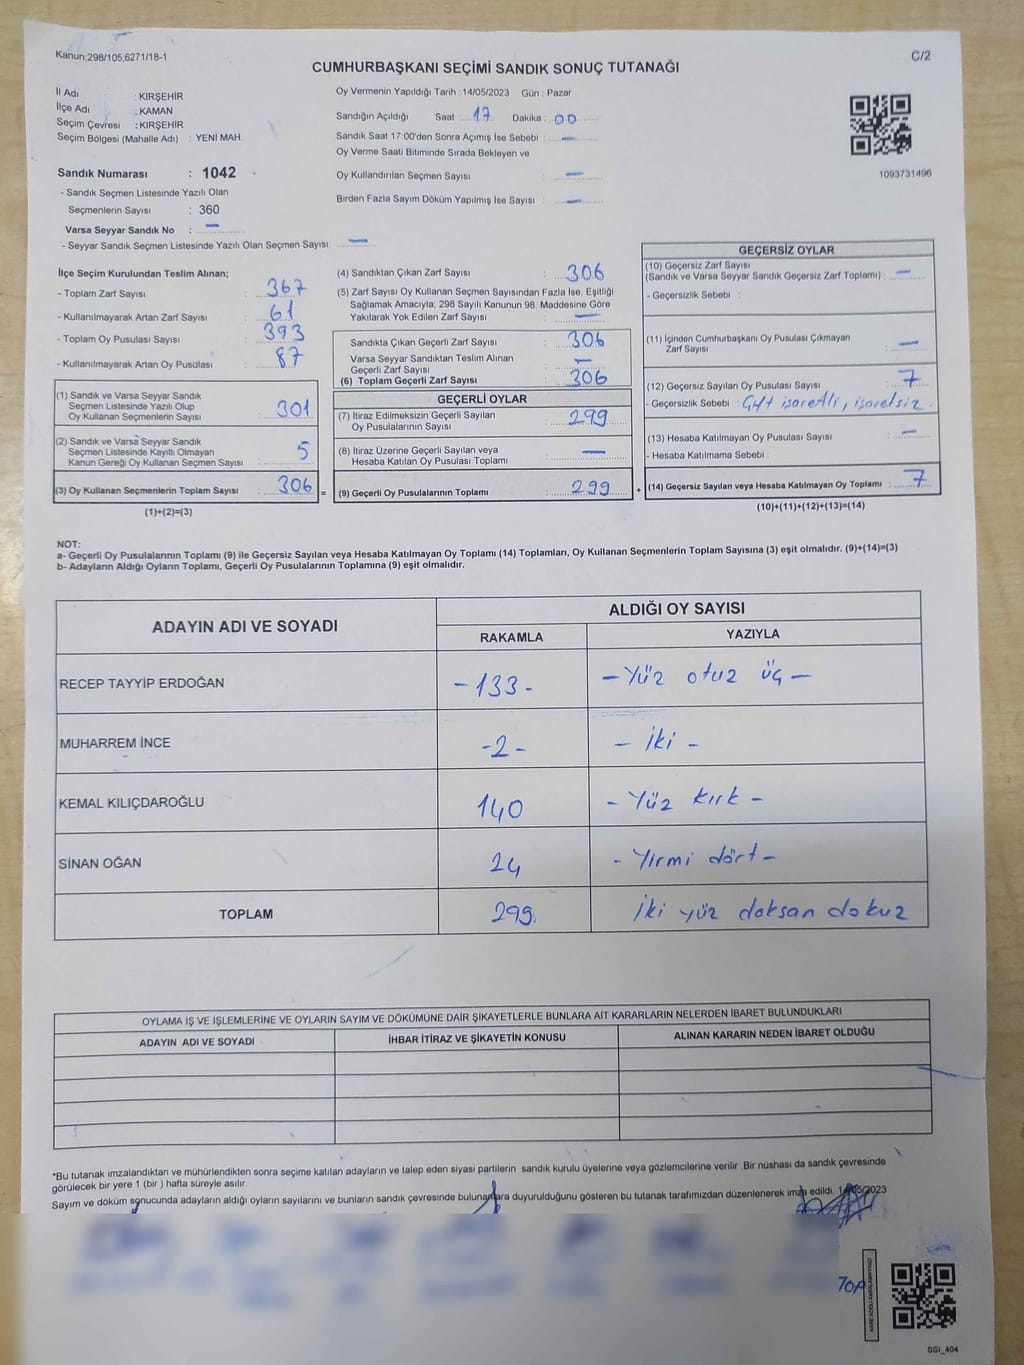 Kanun;298/105,6271/18-1
C/2
CUMHURBAŞKANI SEÇİMİ SANDIK SONUÇ TUTANAĞI
İl Adı : KIRŞEHİR
İlçe Adı : KAMAN
Seçim Çevresi : KIRŞEHİR
Seçim Bölgesi (Mahalle Adı) : YENİ MAH.
Sandık Numarası : 1042
- Sandık Seçmen Listesinde Yazılı Olan
Seçmenlerin Sayısı : 360
Varsa Seyyar Sandık No : —
- Seyyar Sandık Seçmen Listesinde Yazılı Olan Seçmen Sayısı: —
Oy Vermenin Yapıldığı Tarih : 14/05/2023 Gün : Pazar
Sandığın Açıldığı Saat : 17 Dakika : 00
Sandık Saat 17:00'den Sonra Açımış İse Sebebi : —
Oy Verme Saati Bitiminde Sırada Bekleyen ve
Oy Kullandırılan Seçmen Sayısı : —
Birden Fazla Sayım Döküm Yapılmış İse Sayısı : —
1093731496
İlçe Seçim Kurulundan Teslim Alınan;
- Toplam Zarf Sayısı : 367
- Kullanılmayarak Artan Zarf Sayısı : 61
- Toplam Oy Pusulası Sayısı : 393
- Kullanılmayarak Artan Oy Pusulası : 87
(1) Sandık ve Varsa Seyyar Sandık
Seçmen Listesinde Yazılı Olup
Oy Kullanan Seçmenlerin Sayısı : 301
(2) Sandık ve Varsa Seyyar Sandık
Seçmen Listesinde Kayıtlı Olmayan
Kanun Gereği Oy Kullanan Seçmen Sayısı : 5
(3) Oy Kullanan Seçmenlerin Toplam Sayısı : 306 =
(1)+(2)=(3)
(4) Sandıktan Çıkan Zarf Sayısı : 306
(5) Zarf Sayısı Oy Kullanan Seçmen Sayısından Fazla İse, Eşitliği
Sağlamak Amacıyla; 298 Sayılı Kanunun 98. Maddesine Göre
Yakılarak Yok Edilen Zarf Sayısı : —
Sandıkta Çıkan Geçerli Zarf Sayısı : 306
Varsa Seyyar Sandıktan Teslim Alınan
Geçerli Zarf Sayısı : —
(6) Toplam Geçerli Zarf Sayısı : 306
GEÇERLİ OYLAR
(7) İtiraz Edilmeksizin Geçerli Sayılan
Oy Pusulalarının Sayısı : 299
(8) İtiraz Üzerine Geçerli Sayılan veya
Hesaba Katılan Oy Pusulası Toplamı : —
(9) Geçerli Oy Pusulalarının Toplamı : 299 +
GEÇERSİZ OYLAR
(10) Geçersiz Zarf Sayısı
(Sandık ve Varsa Seyyar Sandık Geçersiz Zarf Toplamı) : —
- Geçersizlik Sebebi :
(11) İçinden Cumhurbaşkanı Oy Pusulası Çıkmayan
Zarf Sayısı : —
(12) Geçersiz Sayılan Oy Pusulası Sayısı : 7
- Geçersizlik Sebebi : Çift işaretli, işaretsiz.
(13) Hesaba Katılmayan Oy Pusulası Sayısı : —
- Hesaba Katılmama Sebebi :
(14) Geçersiz Sayılan veya Hesaba Katılmayan Oy Toplamı : 7
(10)+(11)+(12)+(13)=(14)
NOT:
a- Geçerli Oy Pusulalarının Toplamı (9) ile Geçersiz Sayılan veya Hesaba Katılmayan Oy Toplamı (14) Toplamları, Oy Kullanan Seçmenlerin Toplam Sayısına (3) eşit olmalıdır. (9)+(14)=(3)
b- Adayların Aldığı Oyların Toplamı, Geçerli Oy Pusulalarının Toplamına (9) eşit olmalıdır.
ADAYIN ADI VE SOYADI
ALDIĞI OY SAYISI
RAKAMLA YAZIYLA
RECEP TAYYİP ERDOĞAN -133- -Yüz otuz üç-
MUHARREM İNCE -2- - İki -
KEMAL KILIÇDAROĞLU 140 - Yüz kırk -
SİNAN OĞAN 24 - Yirmi dört -
TOPLAM 299 İki yüz doksan dokuz
OYLAMA İŞ VE İŞLEMLERİNE VE OYLARIN SAYIM VE DÖKÜMÜNE DAİR ŞİKAYETLERLE BUNLARA AİT KARARLARIN NELERDEN İBARET BULUNDUKLARI
ADAYIN ADI VE SOYADI İHBAR İTİRAZ VE ŞİKAYETİN KONUSU ALINAN KARARIN NEDEN İBARET OLDUĞU
*Bu tutanak imzalandıktan ve mühürlendikten sonra seçime katılan adayların ve talep eden siyasi partilerin sandık kurulu üyelerine veya gözlemcilerine verilir .Bir nüshası da sandık çevresinde
görülecek bir yere 1 (bir ) hafta süreyle asılır.
Sayım ve döküm sonucunda adayların aldığı oyların sayılarını ve bunların sandık çevresinde bulunanlara duyurulduğunu gösteren bu tutanak tarafımızdan düzenlenerek imza edildi. 14/05/2023
SSI_404